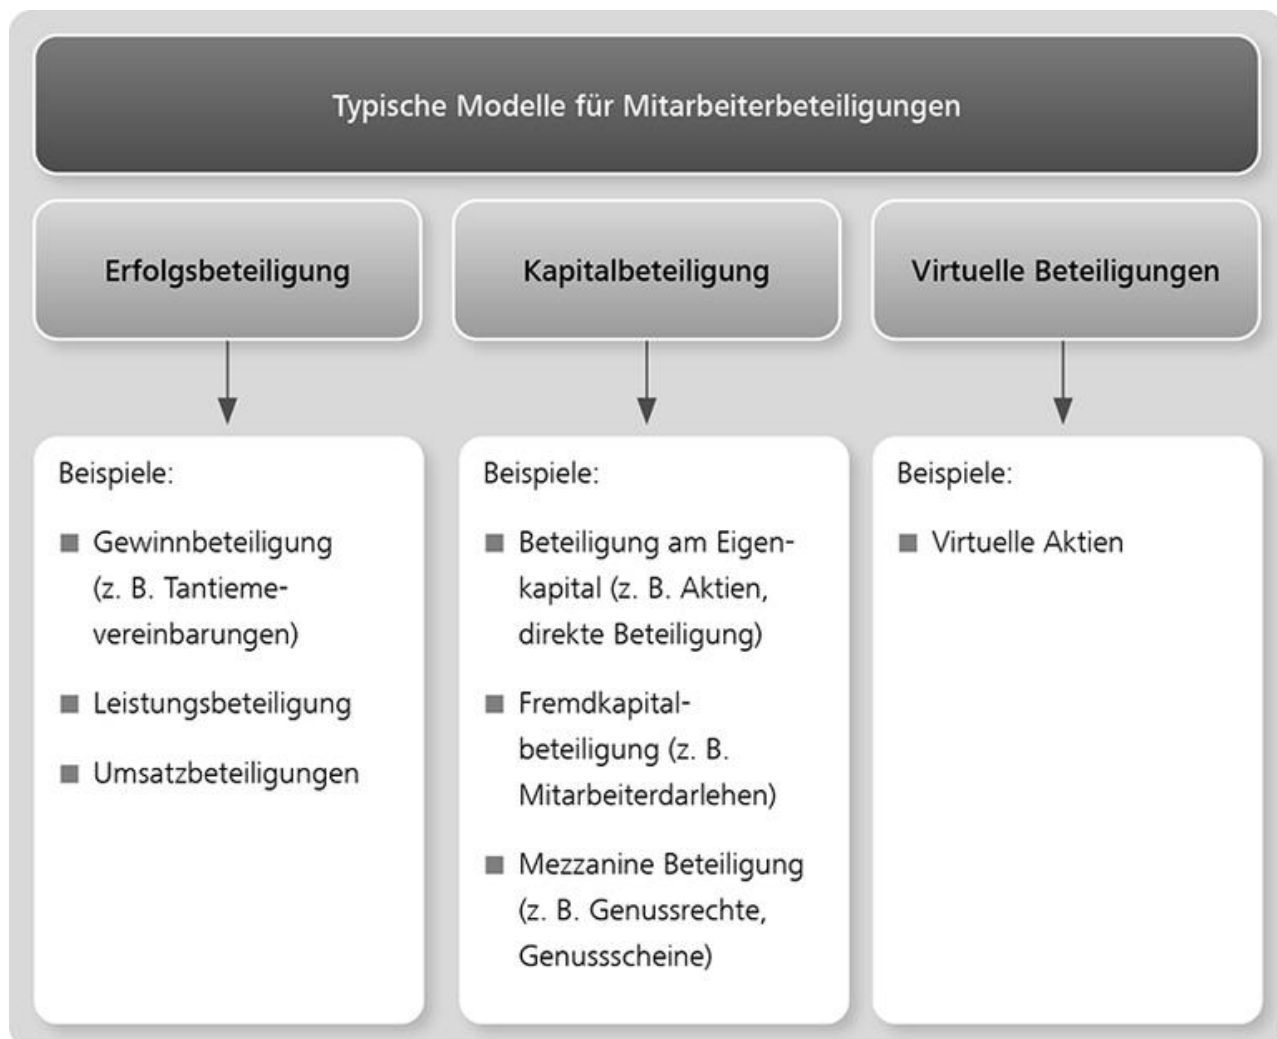 Typische Modelle für Mitarbeiterbeteiligungen
Erfolgsbeteiligung
Kapitalbeteiligung
Virtuelle Beteiligungen
Beispiele:
■ Gewinnbeteiligung
(z. B. Tantieme-
vereinbarungen)
■ Leistungsbeteiligung
■ Umsatzbeteiligungen
Beispiele:
■ Beteiligung am Eigen-
kapital (z. B. Aktien,
direkte Beteiligung)
■ Fremdkapital-
beteiligung (z. B.
Mitarbeiterdarlehen)
■ Mezzanine Beteiligung
(z. B. Genussrechte,
Genussscheine)
Beispiele:
■ Virtuelle Aktien